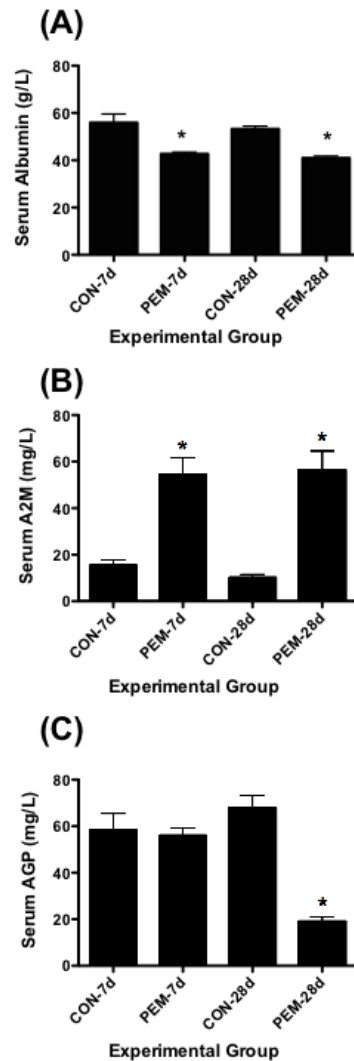 (A)
Serum Albumin (g/L)
80
60
40
20
0
*
*
CON-7d
PEM-7d
CON-28d
PEM-28d
Experimental Group
(B)
Serum A2M (mg/L)
80
60
40
20
0
*
*
CON-7d
PEM-7d
CON-28d
PEM-28d
Experimental Group
(C)
Serum AGP (mg/L)
80
60
40
20
0
*
CON-7d
PEM-7d
CON-28d
PEM-28d
Experimental Group